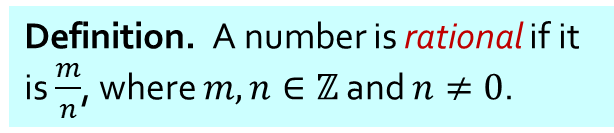 Definition. A number is rational if it
is m/n, where m, n ∈ ℤ and n ≠ 0.